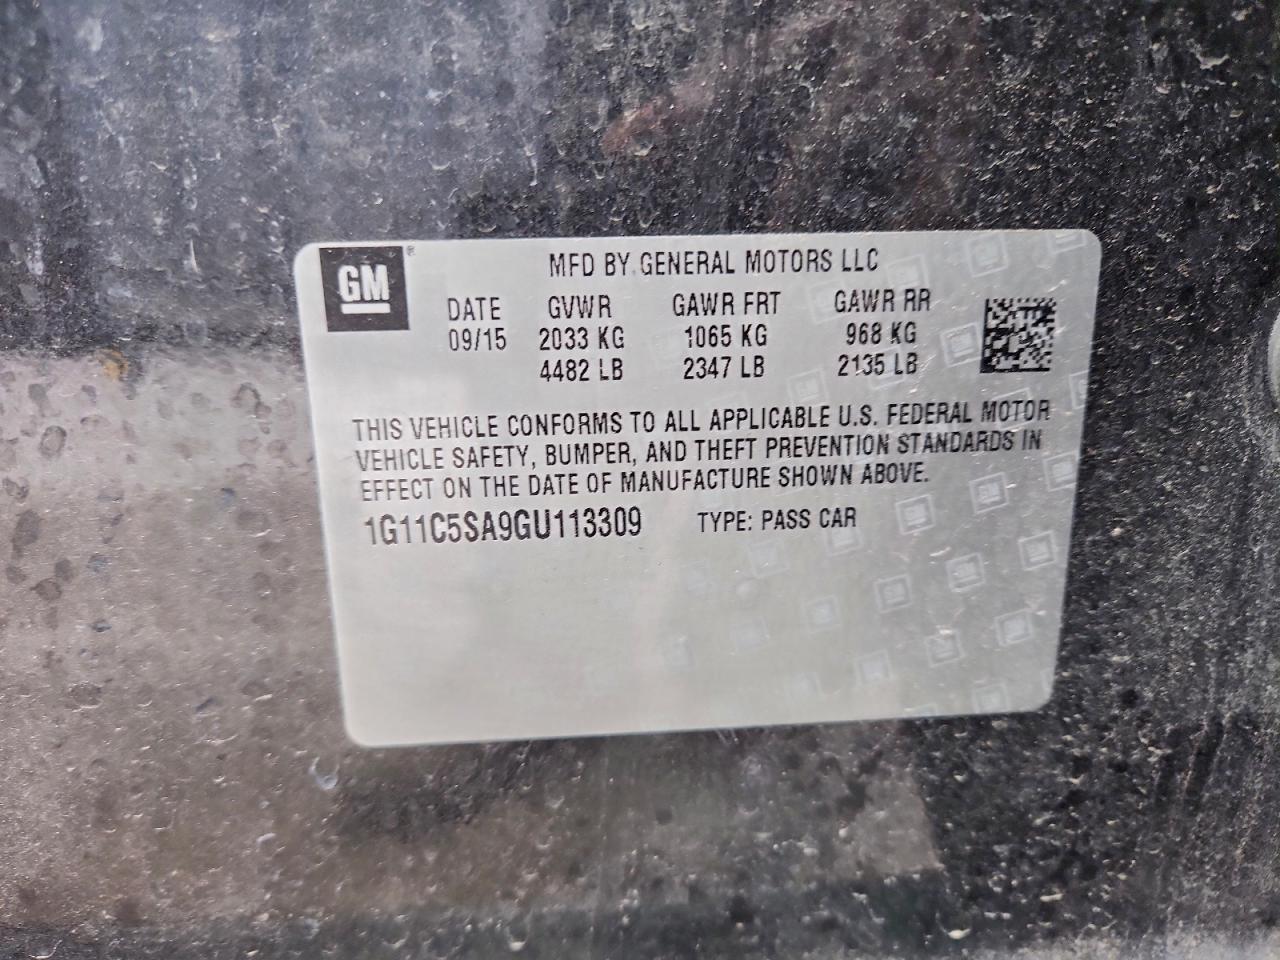 GM®
MFD BY GENERAL MOTORS LLC
DATE GVWR GAWR FRT GAWR RR
09/15 2033 KG 1065 KG 968 KG
4482 LB 2347 LB 2135 LB
THIS VEHICLE CONFORMS TO ALL APPLICABLE U.S. FEDERAL MOTOR
VEHICLE SAFETY, BUMPER, AND THEFT PREVENTION STANDARDS IN
EFFECT ON THE DATE OF MANUFACTURE SHOWN ABOVE.
1G11C5SA9GU113309 TYPE: PASS CAR